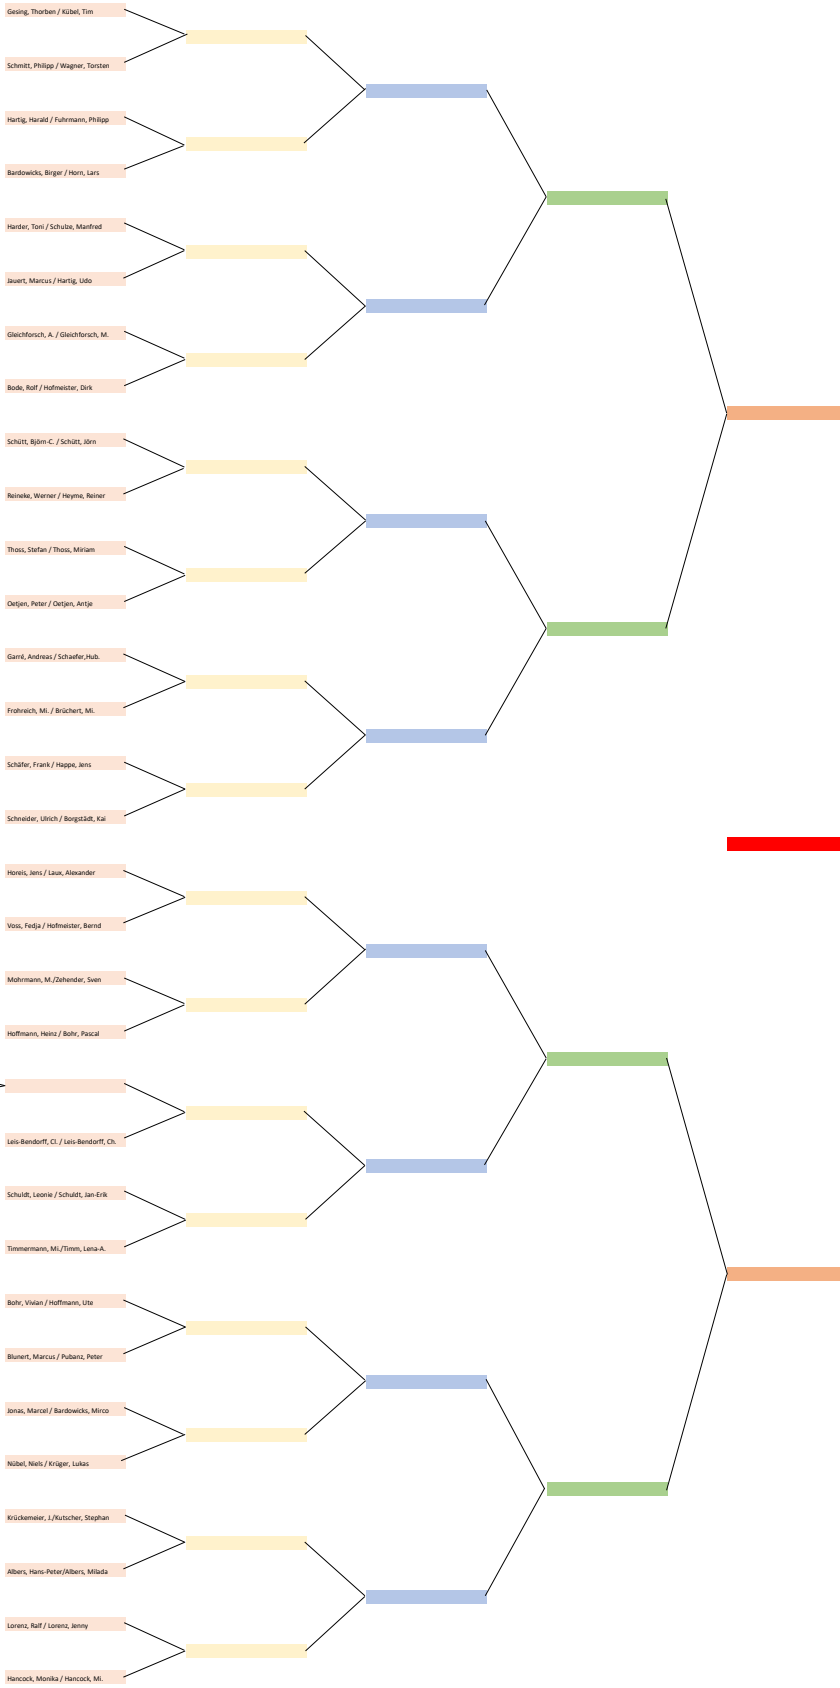 Gesing, Thorben / Kübel, Tim
Schmitt, Philipp / Wagner, Torsten
Hartig, Harald / Fuhrmann, Philipp
Bardowicks, Birger / Horn, Lars
Harder, Toni / Schulze, Manfred
Jauert, Marcus / Hartig, Udo
Gleichforsch, A. / Gleichforsch, M.
Bode, Rolf / Hofmeister, Dirk
Schütt, Björn-C. / Schütt, Jörn
Reineke, Werner / Heyme, Reiner
Thoss, Stefan / Thoss, Miriam
Oetjen, Peter / Oetjen, Antje
Garré, Andreas / Schaefer,Hub.
Frohreich, Mi. / Brüchert, Mi.
Schäfer, Frank / Happe, Jens
Schneider, Ulrich / Borgstädt, Kai
Horeis, Jens / Laux, Alexander
Voss, Fedja / Hofmeister, Bernd
Mohrmann, M./Zehender, Sven
Hoffmann, Heinz / Bohr, Pascal
Leis-Bendorff, Cl. / Leis-Bendorff, Ch.
Schuldt, Leonie / Schuldt, Jan-Erik
Timmermann, Mi./Timm, Lena-A.
Bohr, Vivian / Hoffmann, Ute
Blunert, Marcus / Pubanz, Peter
Jonas, Marcel / Bardowicks, Mirco
Nübel, Niels / Krüger, Lukas
Krückemeier, J./Kutscher, Stephan
Albers, Hans-Peter/Albers, Milada
Lorenz, Ralf / Lorenz, Jenny
Hancock, Monika / Hancock, Mi.